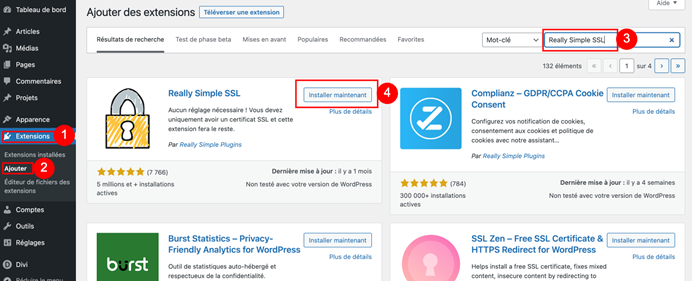 Tableau de bord
Articles
Médias
Pages
Commentaires
Projets
Apparence
Extensions
1
Extensions installées
Ajouter
2
Éditeur de fichiers des
extensions
Comptes
Outils
Réglages
Divi
Réduire le menu
Ajouter des extensions
Téléverser une extension
Aide
Résultats de recherche
Test de phase beta
Mises en avant
Populaires
Recommandées
Favoris
Mot-clé
Really Simple SSL
3
132 éléments
«
‹
1
sur 4
›
»
Really Simple SSL
Installer maintenant
4
Plus de détails
Aucun réglage nécessaire ! Vous devez
uniquement avoir un certificat SSL et cette
extension fera le reste.
Par Really Simple Plugins
(7 766)
5 millions et + installations
actives
Dernière mise à jour : il y a 1 mois
Non testé avec votre version de WordPress
Complianz – GDPR/CCPA Cookie
Consent
Configurez vos notification de cookies,
consentement aux cookies et politique de
cookies avec notre assistant...
Par Really Simple Plugins
(784)
300 000+ installations
actives
Dernière mise à jour : il y a 4 semaines
Non testé avec votre version de WordPress
burst
Burst Statistics – Privacy-
Friendly Analytics for WordPress
Installer maintenant
Plus de détails
Outil de statistiques auto-hébergé et
respectueux de la confidentialité.
SSL Zen – Free SSL Certificate &
HTTPS Redirect for WordPress
Installer maintenant
Plus de détails
Helps install a free SSL certificate, fixes mixed
content, insecure content by redirecting to